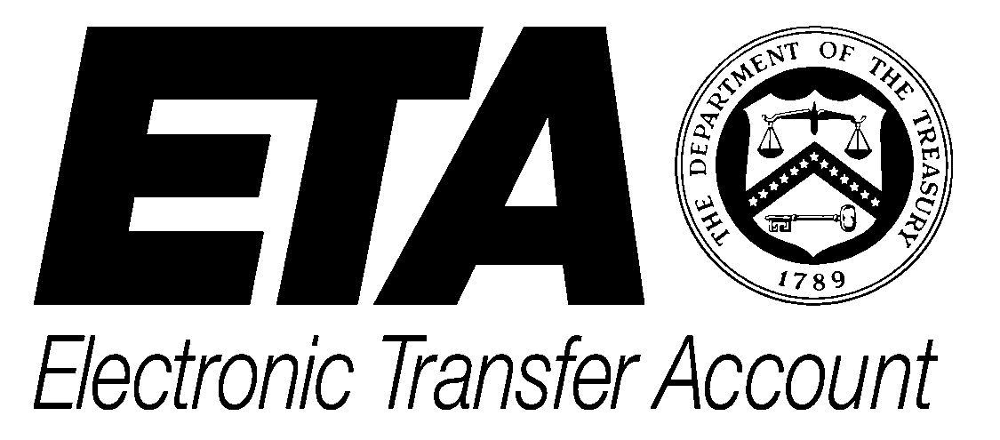 ETA
THE DEPARTMENT OF THE TREASURY
1789
Electronic Transfer Account